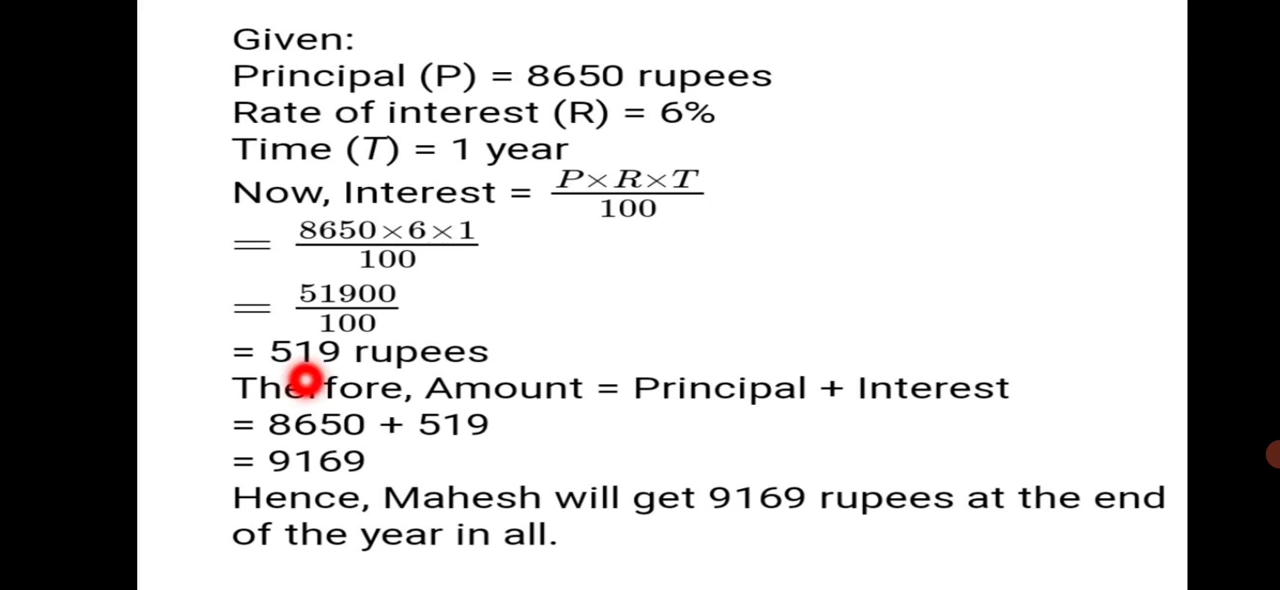 Given:
Principal (P) = 8650 rupees
Rate of interest (R) = 6%
Time (T) = 1 year
Now, Interest = P×R×T/100
= 8650×6×1/100
= 51900/100
= 519 rupees
Therefore, Amount = Principal + Interest
= 8650 + 519
= 9169
Hence, Mahesh will get 9169 rupees at the end
of the year in all.